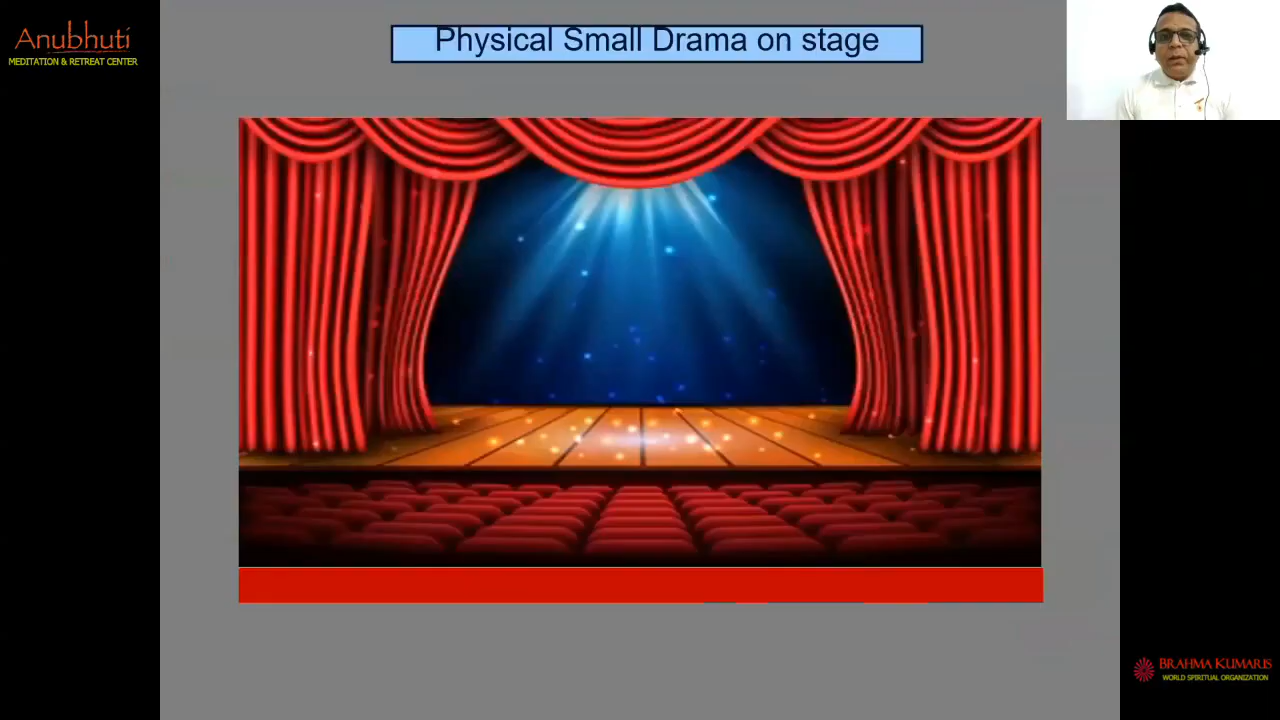 Anubhuti
MEDITATION & RETREAT CENTER
Physical Small Drama on stage
BRAHMA KUMARIS
WORLD SPIRITUAL ORGANIZATION